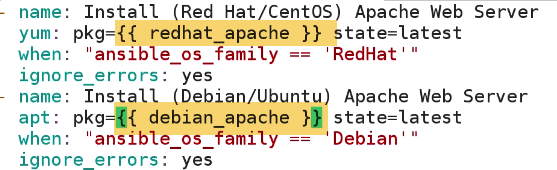 - name: Install (Red Hat/CentOS) Apache Web Server
yum: pkg={{ redhat_apache }} state=latest
when: "ansible_os_family == 'RedHat'"
ignore_errors: yes
- name: Install (Debian/Ubuntu) Apache Web Server
apt: pkg={{ debian_apache }} state=latest
when: "ansible_os_family == 'Debian'"
ignore_errors: yes